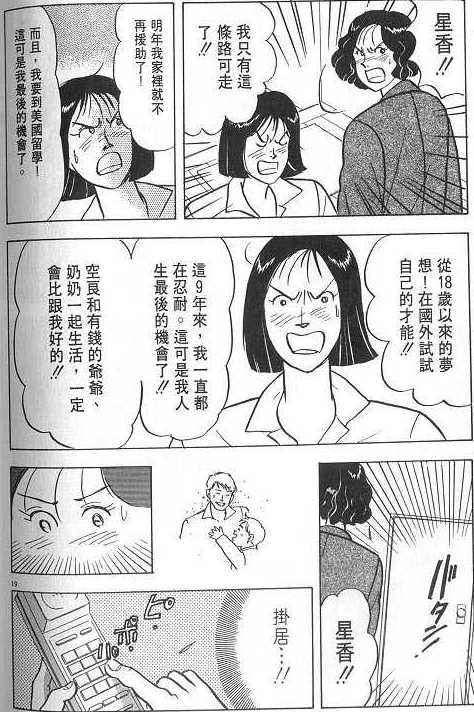 星香!!
我只有這
條路可走
了!!
明年我家裡就不
再援助了!
而且，我要到美國留學！
這可是我最後的機會了。
從18歲以來的夢
想！在國外試試
自己的才能!!
這9年來，我一直都
在忍耐。這可是我人
生最後的機會了!!
空良和有錢的爺爺、
奶奶一起生活，一定
會比跟我好的!!
バタン
星香!!
掛居…!!
ピポ
19